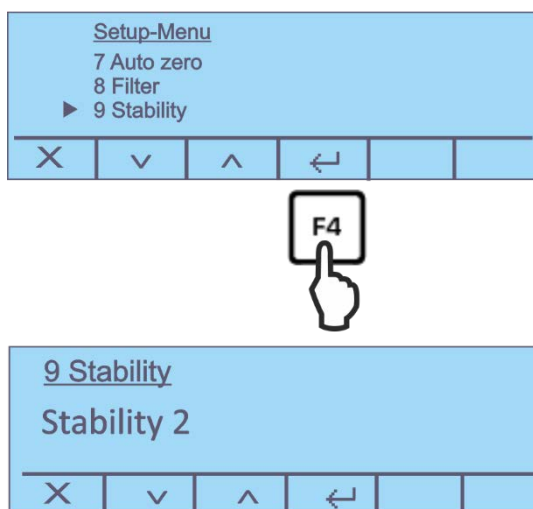 Setup-Menu
7 Auto zero
8 Filter
9 Stability
F4
9 Stability
Stability 2